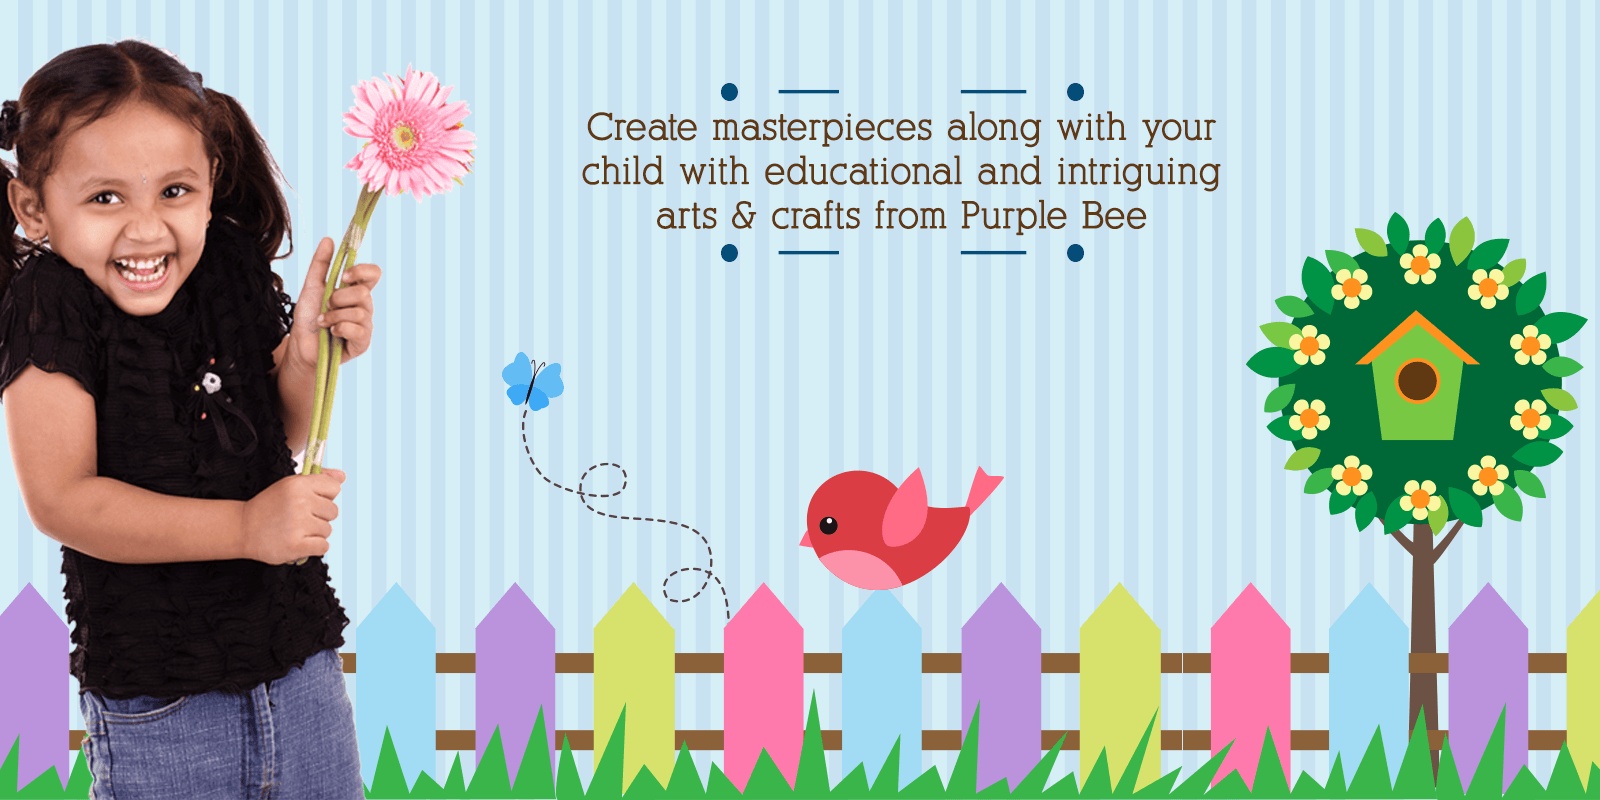 Create masterpieces along with your
child with educational and intriguing
arts & crafts from Purple Bee